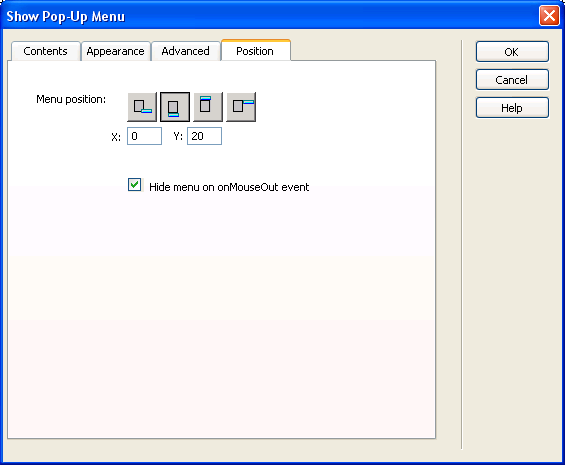 Show Pop-Up Menu
Contents Appearance Advanced Position
OK
Cancel
Help
Menu position:
X: 0 Y: 20
Hide menu on onMouseOut event